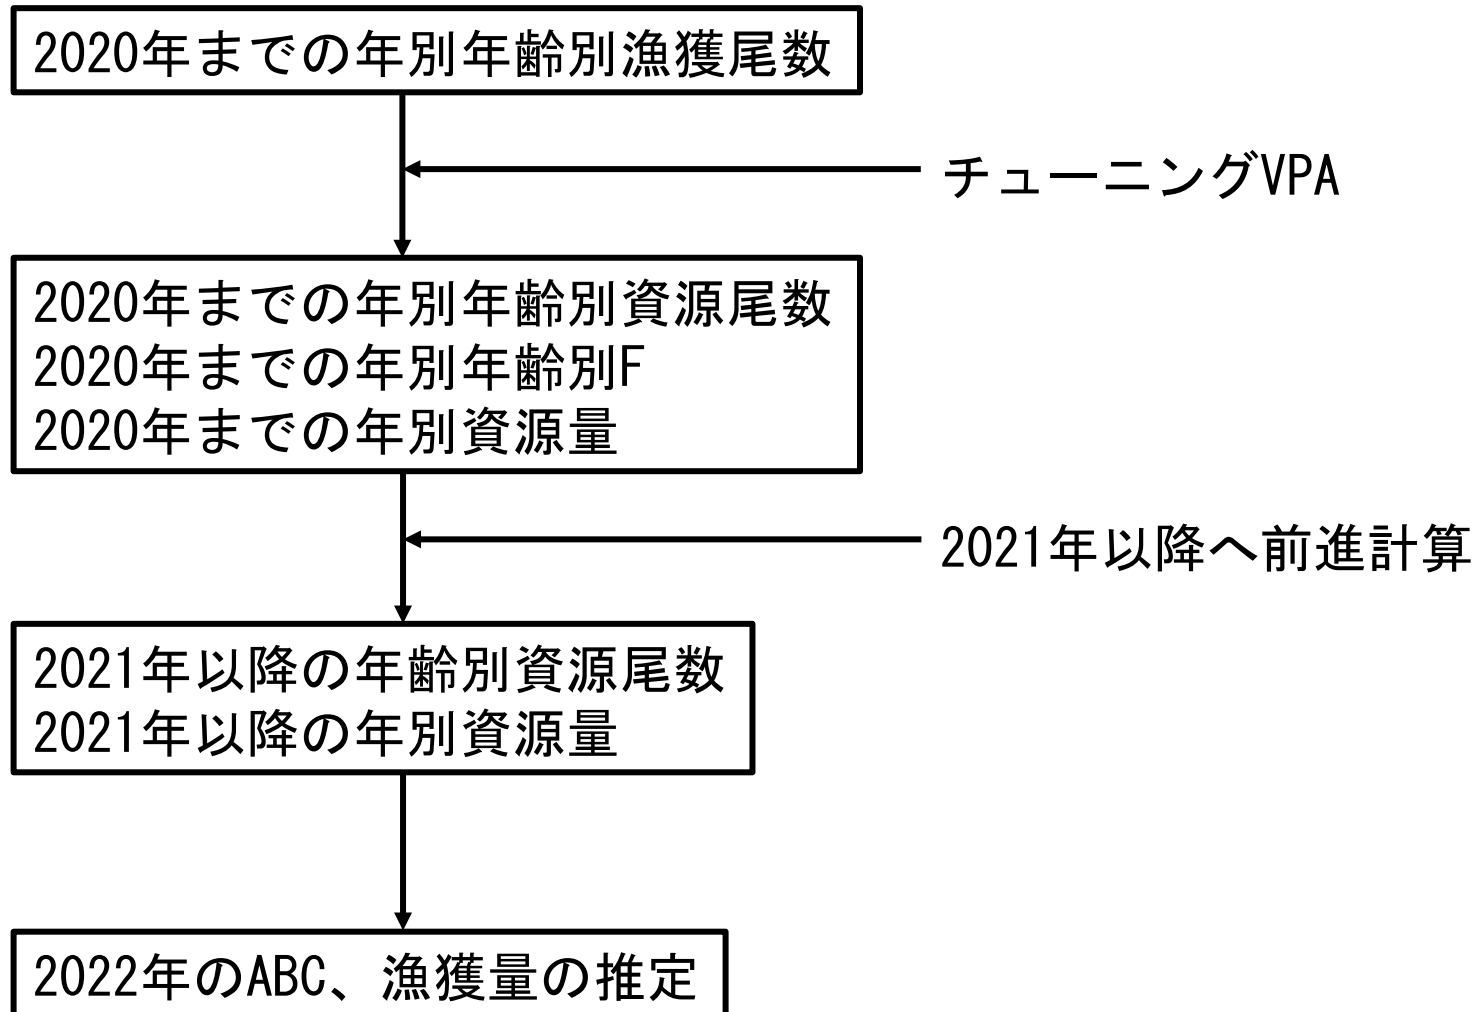 2020年までの年別年齢別漁獲尾数
チューニングVPA
2020年までの年別年齢別資源尾数
2020年までの年別年齢別F
2020年までの年別資源量
2021年以降へ前進計算
2021年以降の年齢別資源尾数
2021年以降の年別資源量
2022年のABC、漁獲量の推定